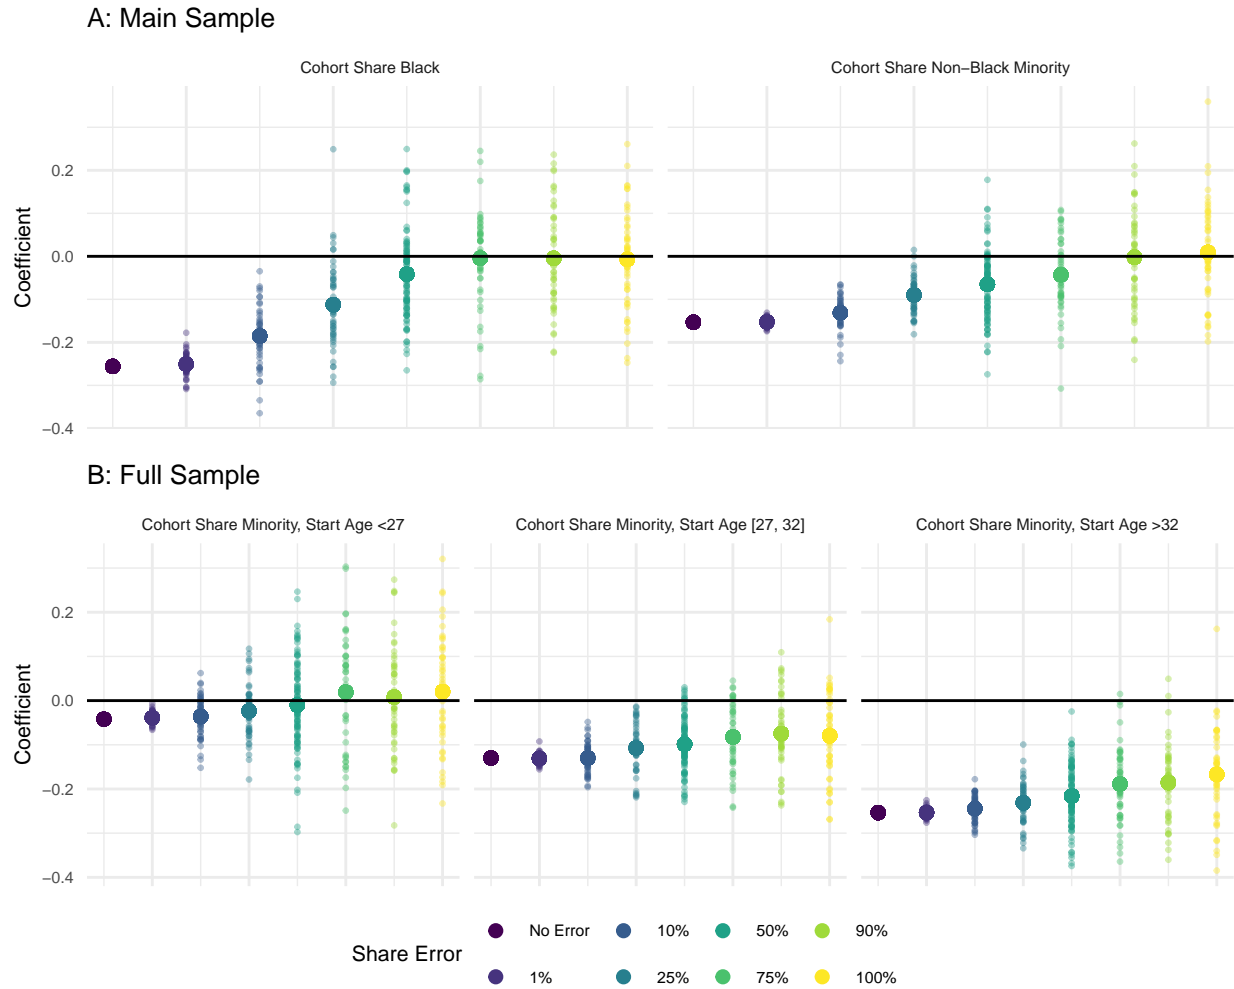 A: Main Sample
Cohort Share Black
Cohort Share Non−Black Minority
Coefficient
0.2
0.0
−0.2
−0.4
B: Full Sample
Cohort Share Minority, Start Age <27
Cohort Share Minority, Start Age [27, 32]
Cohort Share Minority, Start Age >32
Coefficient
0.2
0.0
−0.2
−0.4
Share Error
No Error
10%
50%
90%
1%
25%
75%
100%